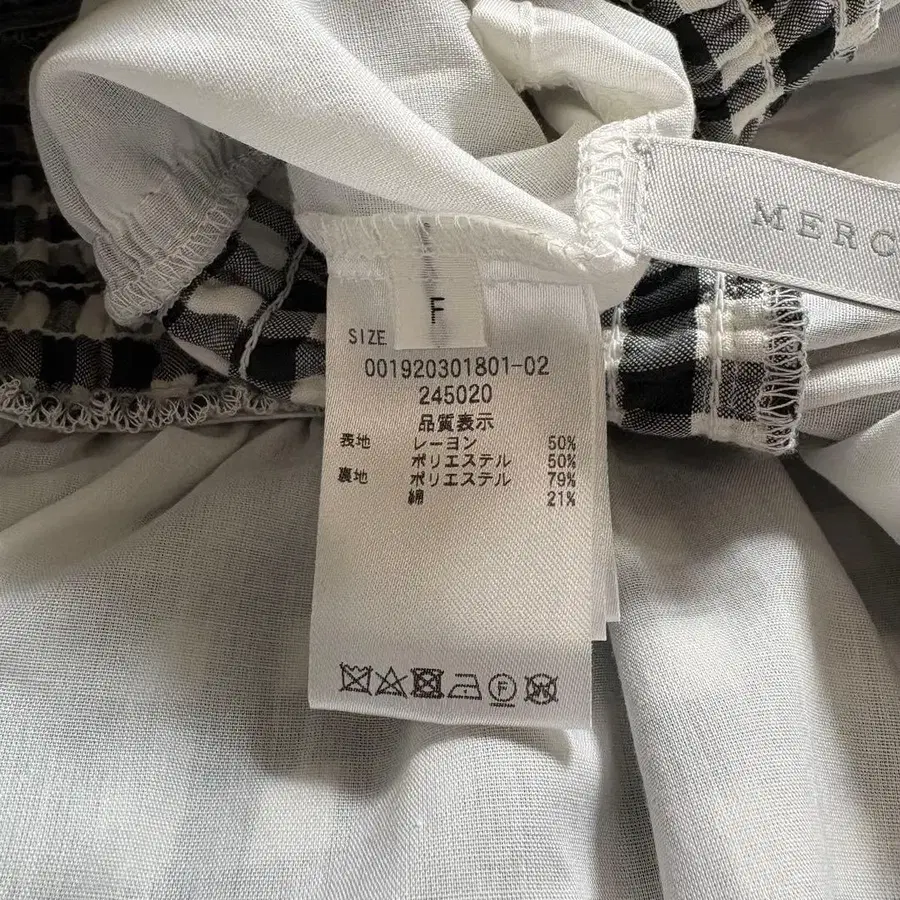 MERC
SIZE F
001920301801-02
245020
品質表示
表地 レーヨン 50%
ポリエステル 50%
裏地 ポリエステル 79%
綿 21%
F
W